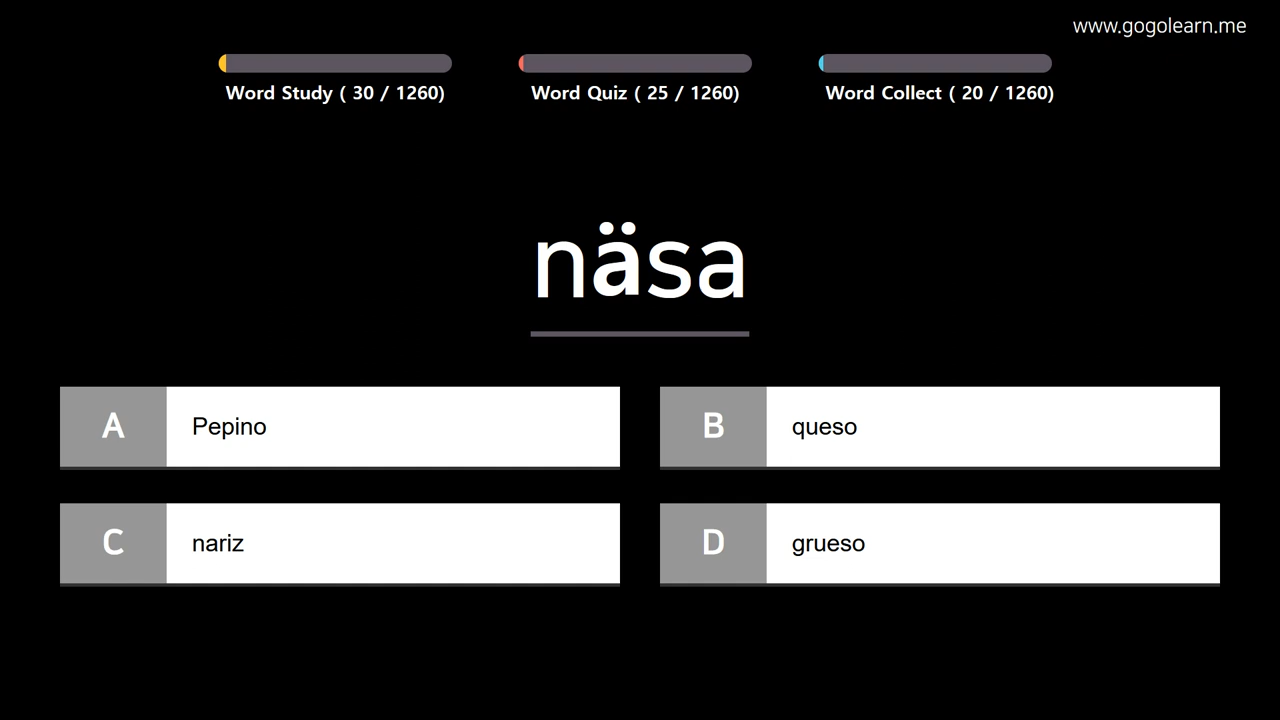 www.gogolearn.me
Word Study ( 30 / 1260)
Word Quiz ( 25 / 1260)
Word Collect ( 20 / 1260)
näsa
A Pepino
B queso
C nariz
D grueso